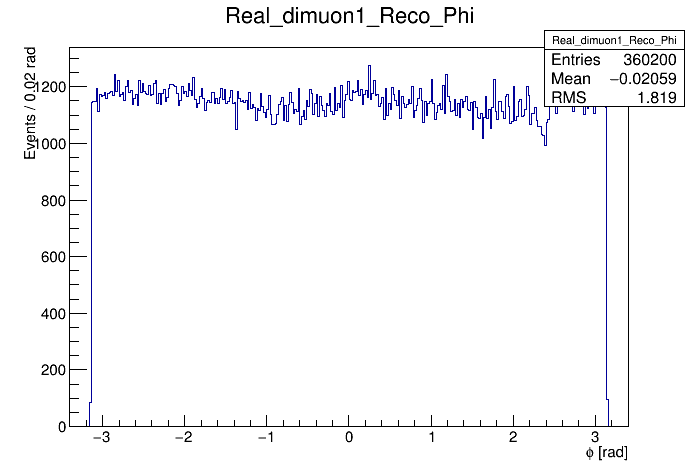 Real_dimuon1_Reco_Phi
Real_dimuon1_Reco_Phi
Entries 360200
Mean −0.02059
RMS 1.819
Events / 0.02 rad
1200
1000
800
600
400
200
0
−3 −2 −1 0 1 2 3
ϕ [rad]